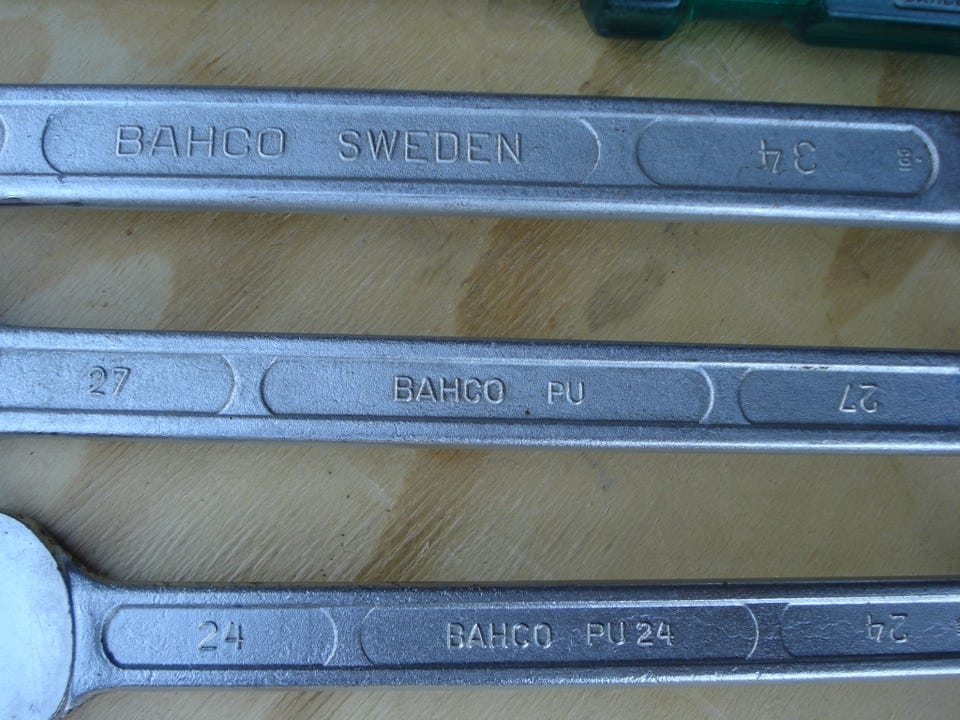 BAHCO SWEDEN 34
27 BAHCO PU 27
24 BAHCO PU 24 24